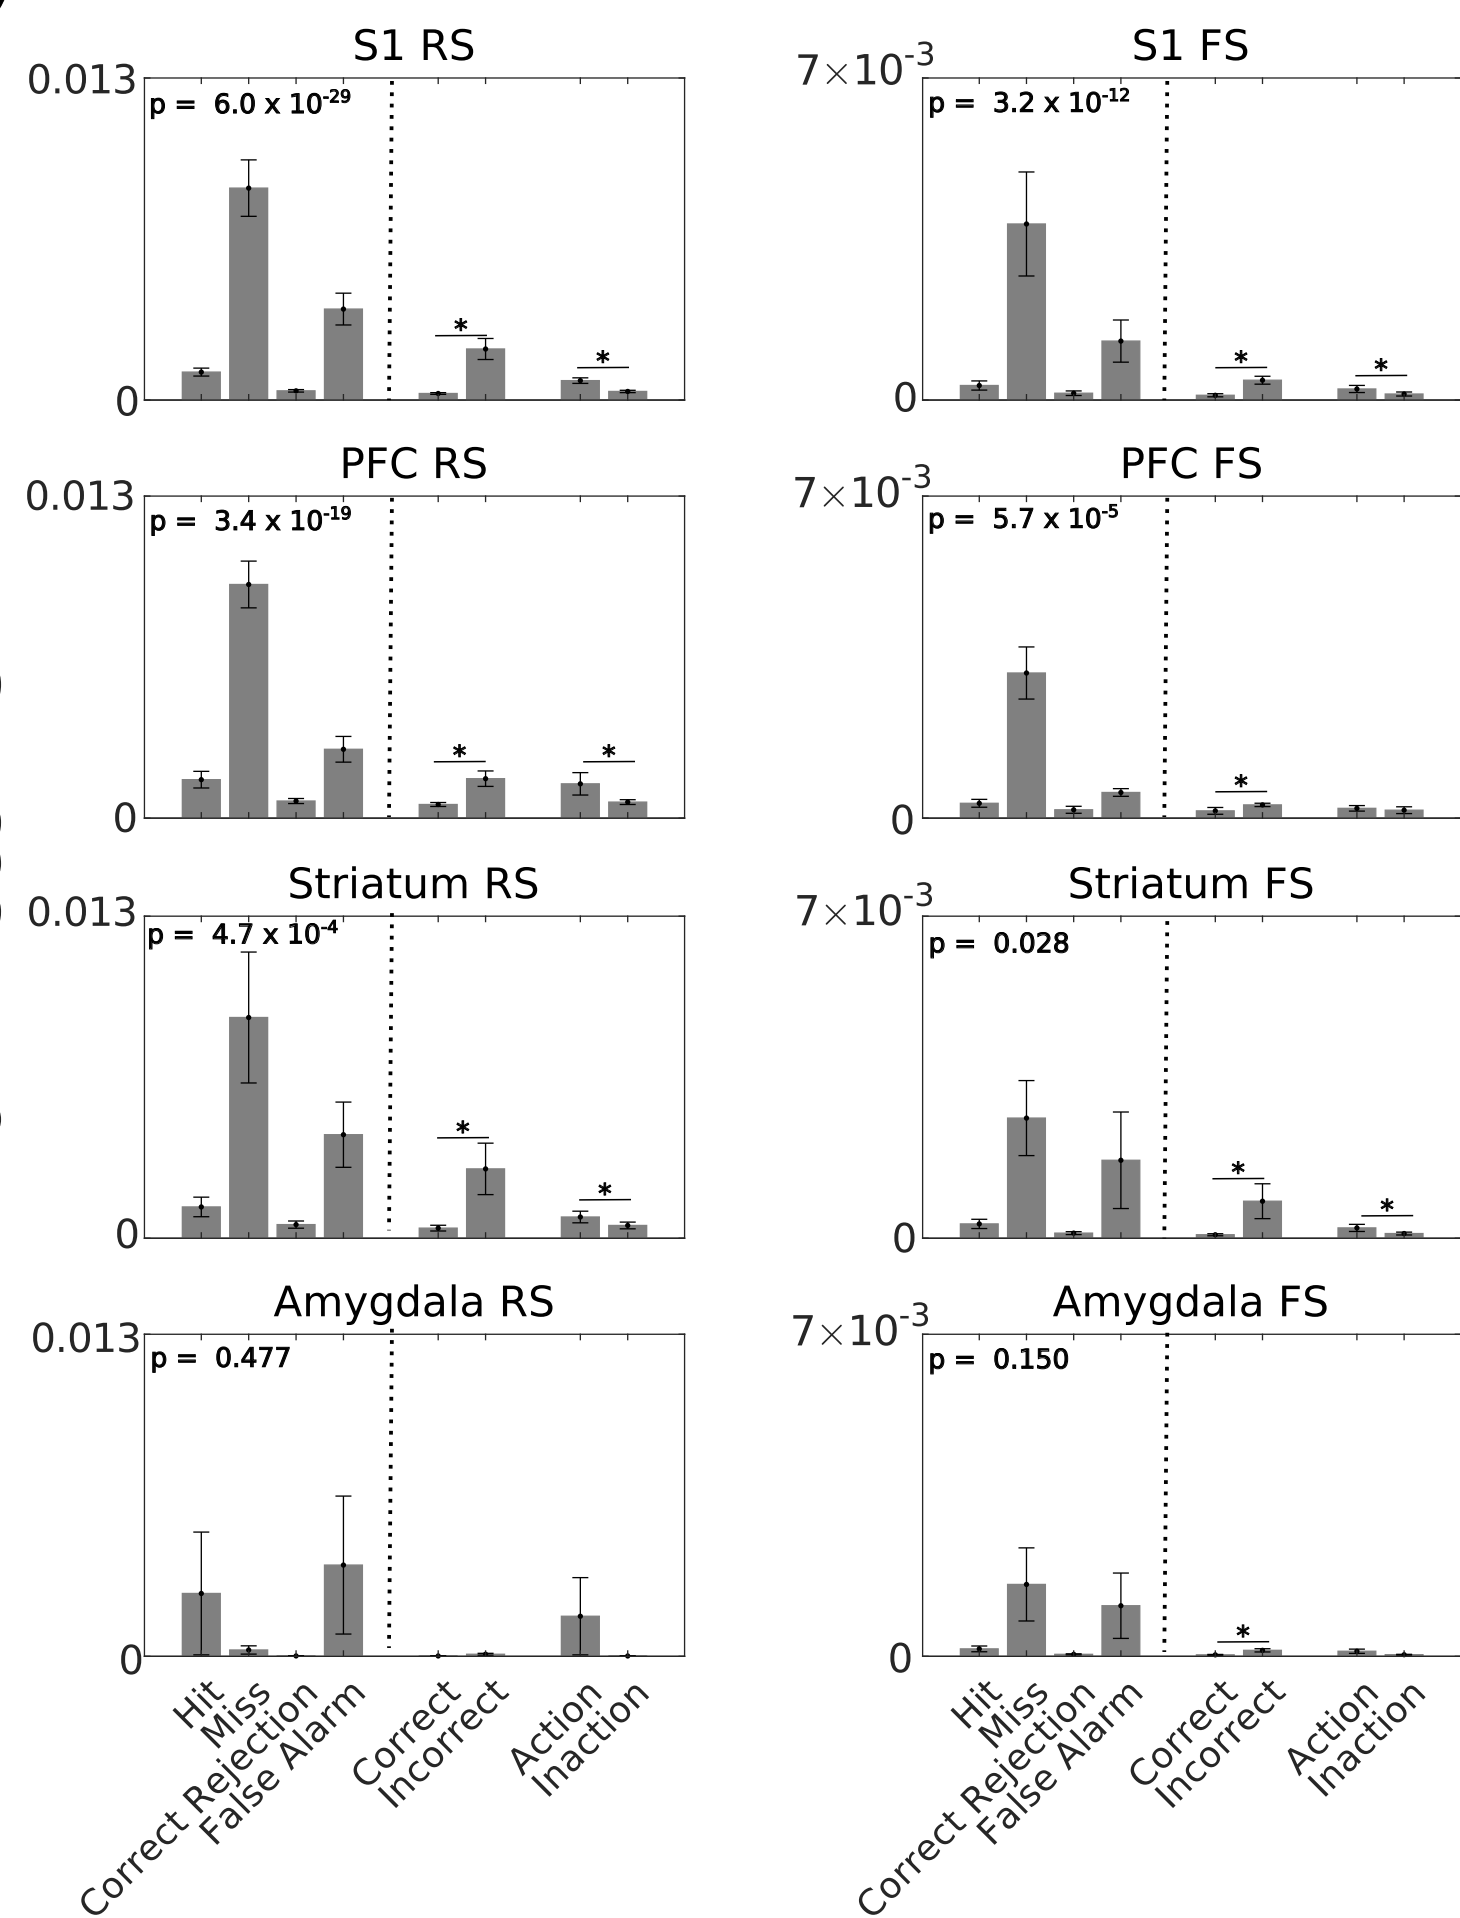 S1 RS
0.013
p = 6.0 x 10-29
*
*
0
S1 FS
7×10-3
p = 3.2 x 10-12
*
*
0
PFC RS
0.013
p = 3.4 x 10-19
*
*
0
PFC FS
7×10-3
p = 5.7 x 10-5
*
0
Striatum RS
0.013
p = 4.7 x 10-4
*
*
0
Striatum FS
7×10-3
p = 0.028
*
*
0
Amygdala RS
0.013
p = 0.477
0
Hit
Miss
Correct Rejection
False Alarm
Correct
Incorrect
Action
Inaction
Amygdala FS
7×10-3
p = 0.150
*
0
Hit
Miss
Correct Rejection
False Alarm
Correct
Incorrect
Action
Inaction